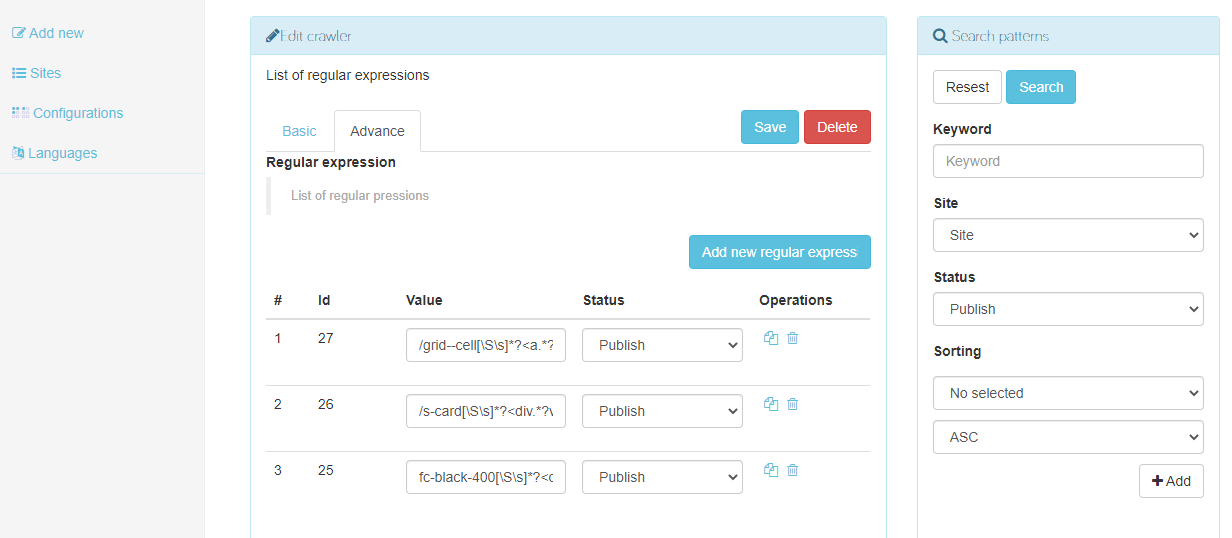 Add new
Sites
Configurations
Languages
Edit crawler
List of regular expressions
Basic
Advance
Save
Delete
Regular expression
List of regular pressions
Add new regular express
# Id Value Status Operations
1 27 /grid--cell[\S\s]*?<a.*? Publish
2 26 /s-card[\S\s]*?<div.*? Publish
3 25 fc-black-400[\S\s]*?< Publish
Search patterns
Resest
Search
Keyword
Keyword
Site
Site
Status
Publish
Sorting
No selected
ASC
Add